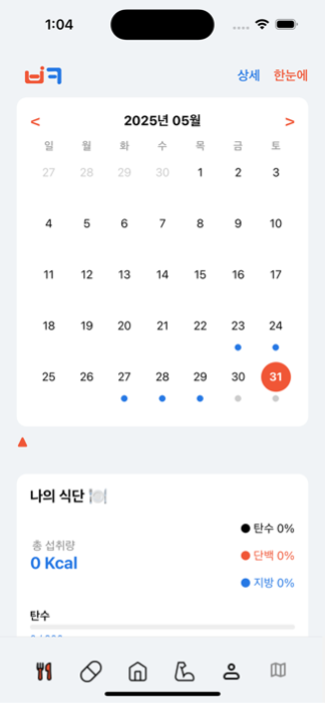 1:04
상세 한눈에
< 2025년 05월 >
일 월 화 수 목 금 토
27 28 29 30 1 2 3
4 5 6 7 8 9 10
11 12 13 14 15 16 17
18 19 20 21 22 23 24
25 26 27 28 29 30 31
나의 식단
총 섭취량
0 Kcal
탄수 0%
단백 0%
지방 0%
탄수